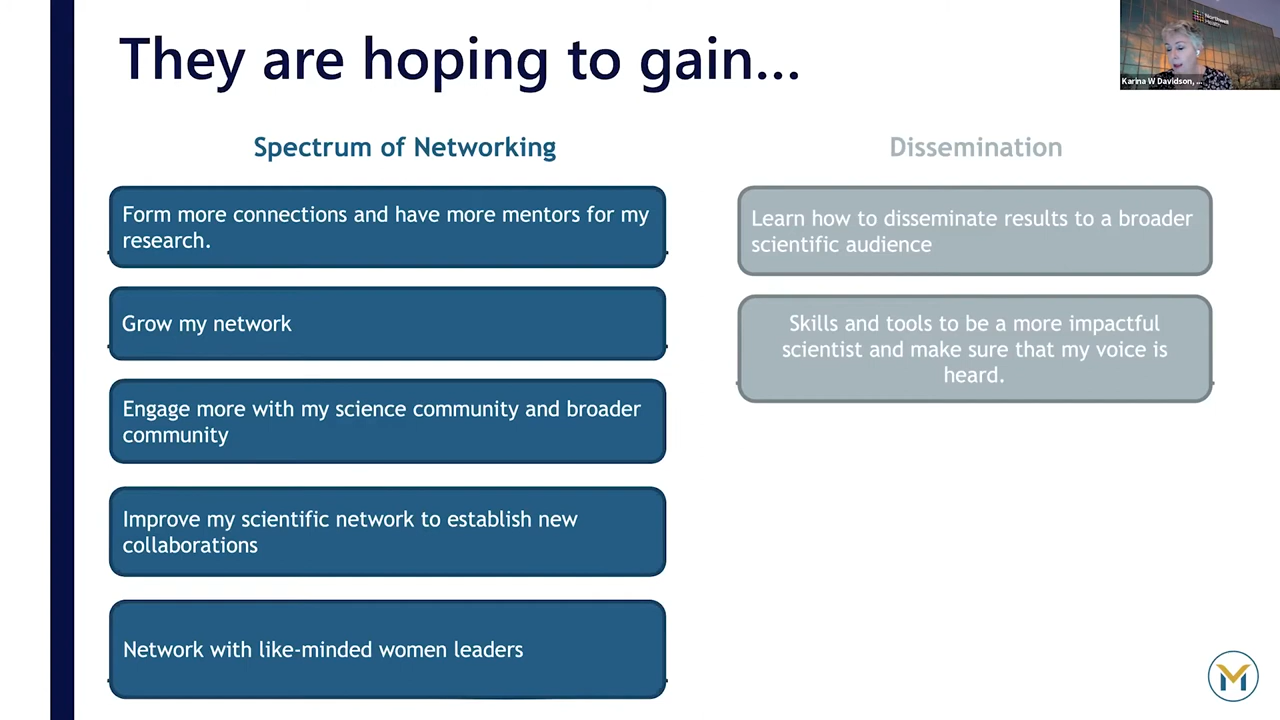 They are hoping to gain...
Northwell
Health
Karina W Davidson, ...
Spectrum of Networking
Form more connections and have more mentors for my
research.
Grow my network
Engage more with my science community and broader
community
Improve my scientific network to establish new
collaborations
Network with like-minded women leaders
Dissemination
Learn how to disseminate results to a broader
scientific audience
Skills and tools to be a more impactful
scientist and make sure that my voice is
heard.
M